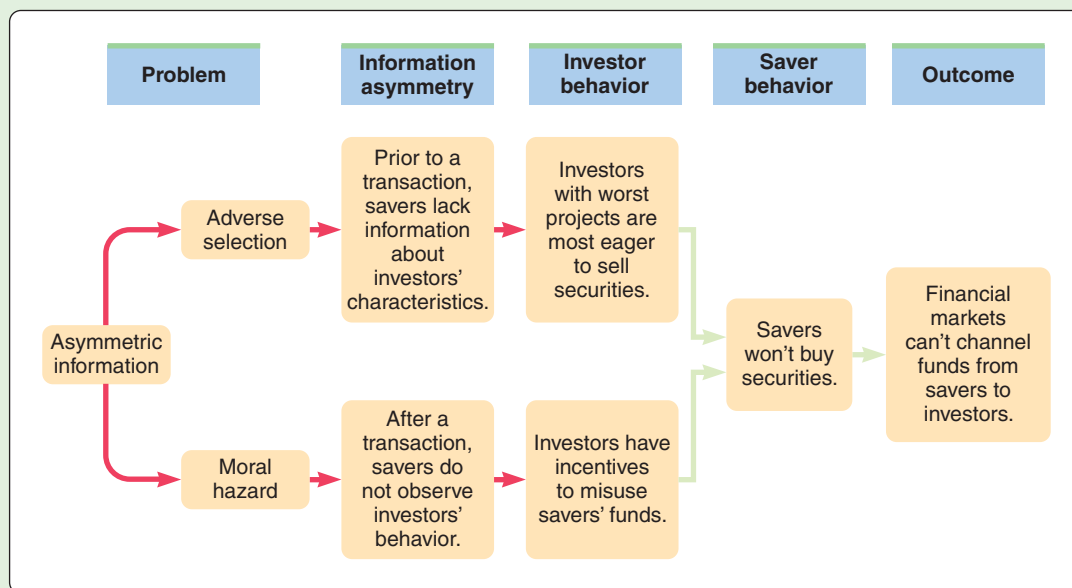 Problem
Information
asymmetry
Investor
behavior
Saver
behavior
Outcome
Asymmetric
information
Adverse
selection
Prior to a
transaction,
savers lack
information
about
investors’
characteristics.
Investors
with worst
projects are
most eager
to sell
securities.
Moral
hazard
After a
transaction,
savers do
not observe
investors’
behavior.
Investors have
incentives
to misuse
savers’ funds.
Savers
won’t buy
securities.
Financial
markets
can’t channel
funds from
savers to
investors.